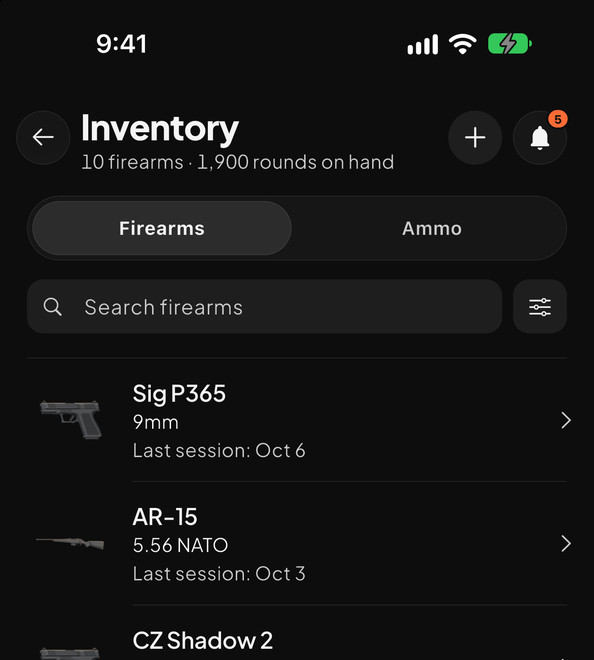 9:41
Inventory
5
10 firearms · 1,900 rounds on hand
Firearms
Ammo
Search firearms
Sig P365
9mm
Last session: Oct 6
AR-15
5.56 NATO
Last session: Oct 3
CZ Shadow 2